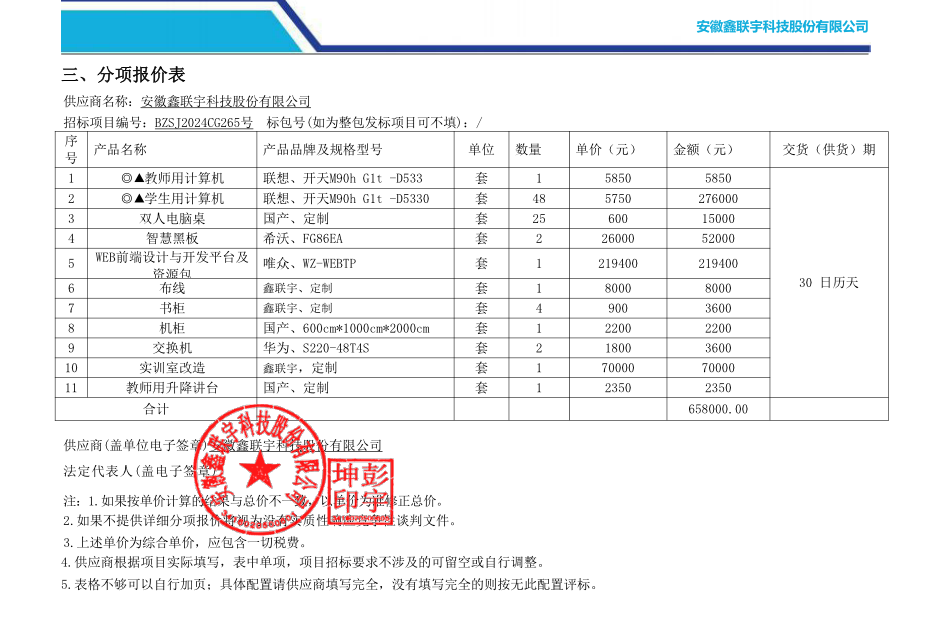 安徽鑫联宇科技股份有限公司
三、分项报价表
供应商名称：安徽鑫联宇科技股份有限公司
招标项目编号：BZSJ2024CG265号 标包号(如为整包发标项目可不填)：/
序号 产品名称 产品品牌及规格型号 单位 数量 单价（元） 金额（元） 交货（供货）期
1 ◎▲教师用计算机 联想、开天M90h G1t -D533 套 1 5850 5850
2 ◎▲学生用计算机 联想、开天M90h G1t -D5330 套 48 5750 276000
3 双人电脑桌 国产、定制 套 25 600 15000
4 智慧黑板 希沃、FG86EA 套 2 26000 52000
5 WEB前端设计与开发平台及资源包 唯众、WZ-WEBTP 套 1 219400 219400
6 布线 鑫联宇、定制 套 1 8000 8000
30 日历天
7 书柜 鑫联宇、定制 套 4 900 3600
8 机柜 国产、600cm*1000cm*2000cm 套 1 2200 2200
9 交换机 华为、S220-48T4S 套 2 1800 3600
10 实训室改造 鑫联宇，定制 套 1 70000 70000
11 教师用升降讲台 国产、定制 套 1 2350 2350
合计 658000.00
供应商(盖单位电子签章)安徽鑫联宇科技股份有限公司
法定代表人(盖电子签章)
彭宇坤印
注：1.如果按单价计算的结果与总价不一致，以单价为准修正总价。
2.如果不提供详细分项报价将视为没有实质性响应竞争性谈判文件。
3.上述单价为综合单价，应包含一切税费。
4.供应商根据项目实际填写，表中单项，项目招标要求不涉及的可留空或自行调整。
5.表格不够可以自行加页；具体配置请供应商填写完全，没有填写完全的则按无此配置评标。